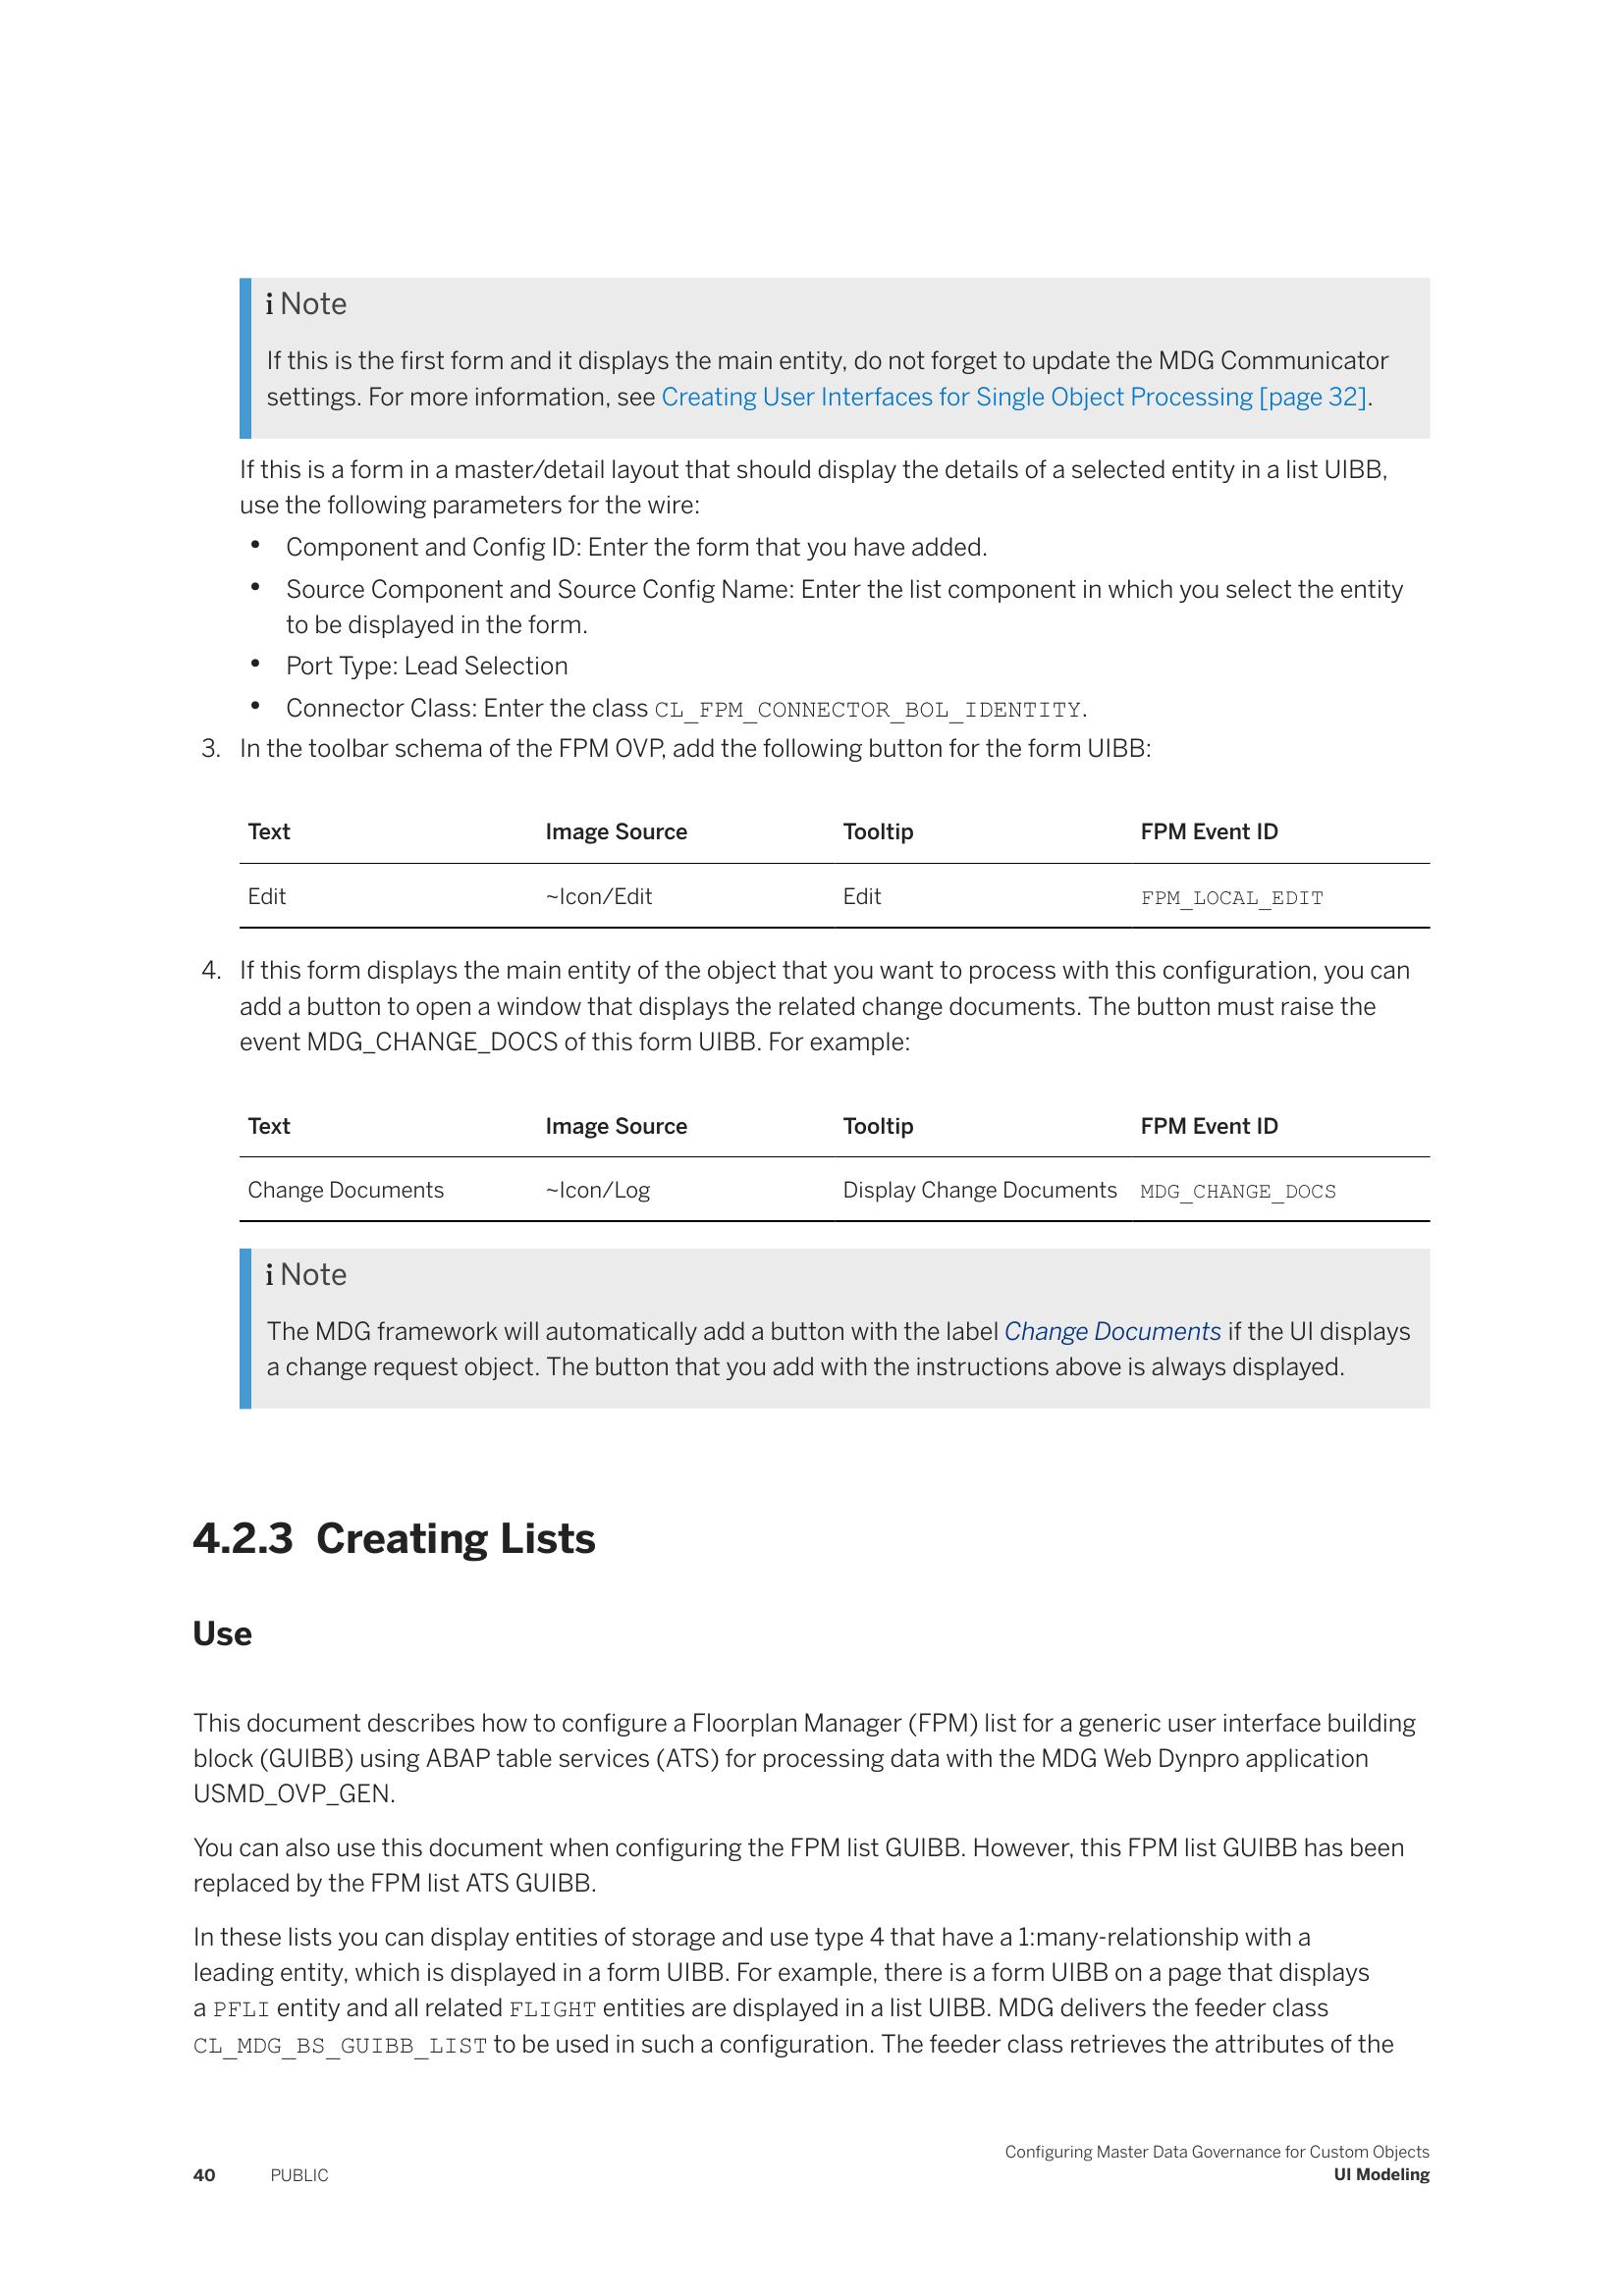 i Note
If this is the first form and it displays the main entity, do not forget to update the MDG Communicator
settings. For more information, see Creating User Interfaces for Single Object Processing [page 32].
If this is a form in a master/detail layout that should display the details of a selected entity in a list UIBB,
use the following parameters for the wire:
• Component and Config ID: Enter the form that you have added.
• Source Component and Source Config Name: Enter the list component in which you select the entity
to be displayed in the form.
• Port Type: Lead Selection
• Connector Class: Enter the class CL_FPM_CONNECTOR_BOL_IDENTITY.
3. In the toolbar schema of the FPM OVP, add the following button for the form UIBB:
Text Image Source Tooltip FPM Event ID
Edit ~Icon/Edit Edit FPM_LOCAL_EDIT
4. If this form displays the main entity of the object that you want to process with this configuration, you can
add a button to open a window that displays the related change documents. The button must raise the
event MDG_CHANGE_DOCS of this form UIBB. For example:
Text Image Source Tooltip FPM Event ID
Change Documents ~Icon/Log Display Change Documents MDG_CHANGE_DOCS
i Note
The MDG framework will automatically add a button with the label Change Documents if the UI displays
a change request object. The button that you add with the instructions above is always displayed.
4.2.3 Creating Lists
Use
This document describes how to configure a Floorplan Manager (FPM) list for a generic user interface building
block (GUIBB) using ABAP table services (ATS) for processing data with the MDG Web Dynpro application
USMD_OVP_GEN.
You can also use this document when configuring the FPM list GUIBB. However, this FPM list GUIBB has been
replaced by the FPM list ATS GUIBB.
In these lists you can display entities of storage and use type 4 that have a 1:many-relationship with a
leading entity, which is displayed in a form UIBB. For example, there is a form UIBB on a page that displays
a PFLI entity and all related FLIGHT entities are displayed in a list UIBB. MDG delivers the feeder class
CL_MDG_BS_GUIBB_LIST to be used in such a configuration. The feeder class retrieves the attributes of the
Configuring Master Data Governance for Custom Objects
40 PUBLIC UI Modeling